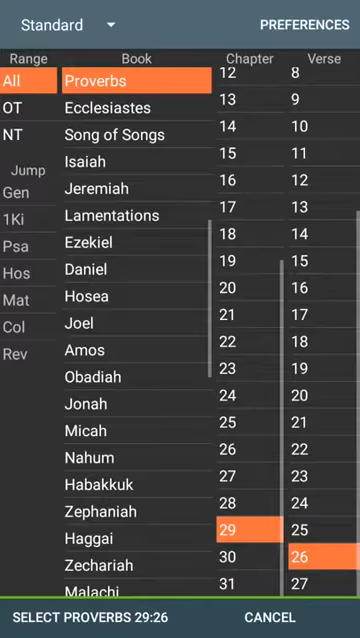 Standard PREFERENCES
Range Book Chapter Verse
All
OT
NT
Jump
Gen
1Ki
Psa
Hos
Mat
Col
Rev
Proverbs
Ecclesiastes
Song of Songs
Isaiah
Jeremiah
Lamentations
Ezekiel
Daniel
Hosea
Joel
Amos
Obadiah
Jonah
Micah
Nahum
Habakkuk
Zephaniah
Haggai
Zechariah
Malachi
12
13
14
15
16
17
18
19
20
21
22
23
24
25
26
27
28
29
30
31
8
9
10
11
12
13
14
15
16
17
18
19
20
21
22
23
24
25
26
27
SELECT PROVERBS 29:26 CANCEL